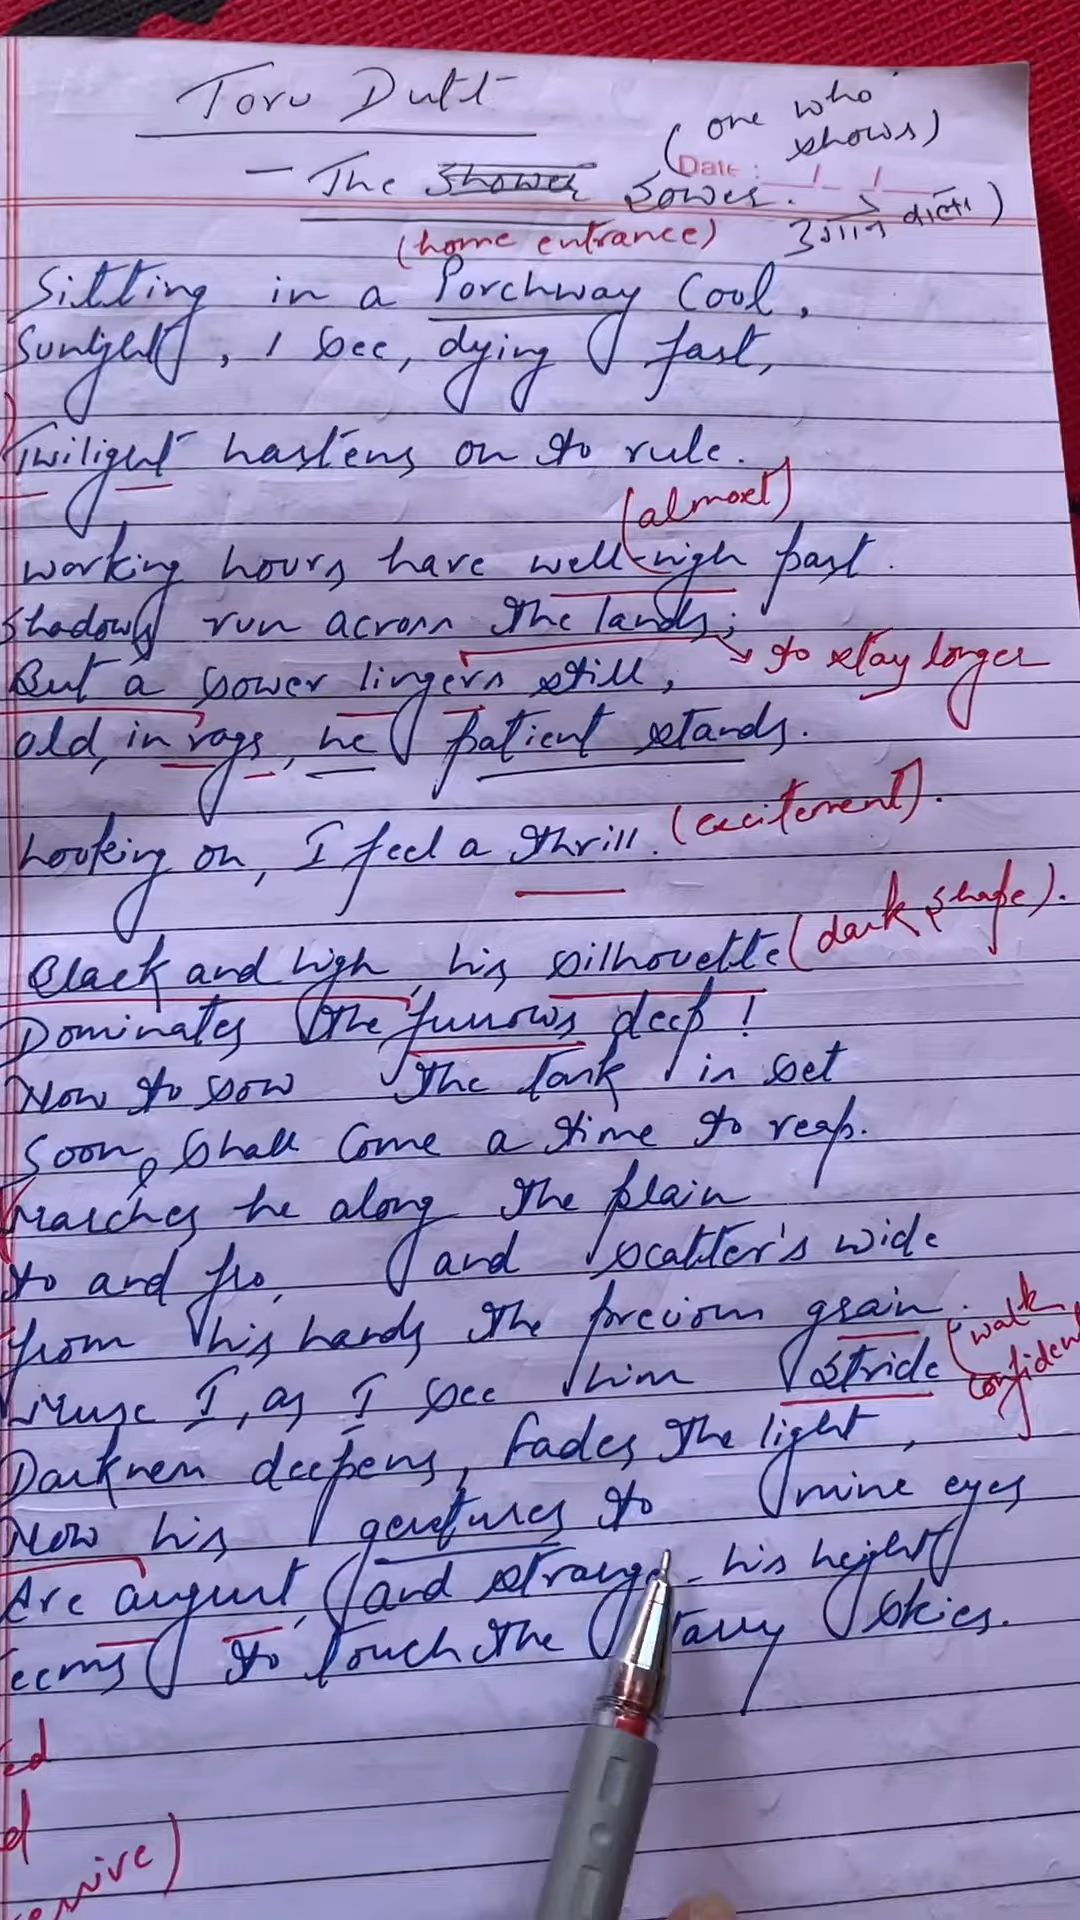 Toru Dutt
(one who shows)
- The Shower Sower.
Date: / /
(home entrance)
Sitting in a Porchway Cool,
Sunlight, I see, dying fast,
Twilight hastens on to rule.
(almost)
working hours have well-nigh past.
Shadows run across the lands;
→ to stay longer
But a sower lingers still,
old, in rags, he patient stands.
Looking on, I feel a thrill. (excitement).
Black and high, his silhouette (dark shape).
Dominates the furrows deep!
Now to sow the task is set
Soon, shall Come a time to reap.
Marches he along the plain
to and fro, and scatter's wide
from his hands the precious grain.
Muse I, as I see him stride (walk confiden
Darkness deepens, fades the light,
Now his gestures to mine eyes
Are august, and strange - his height
eems to touch the starry skies.
ed
d